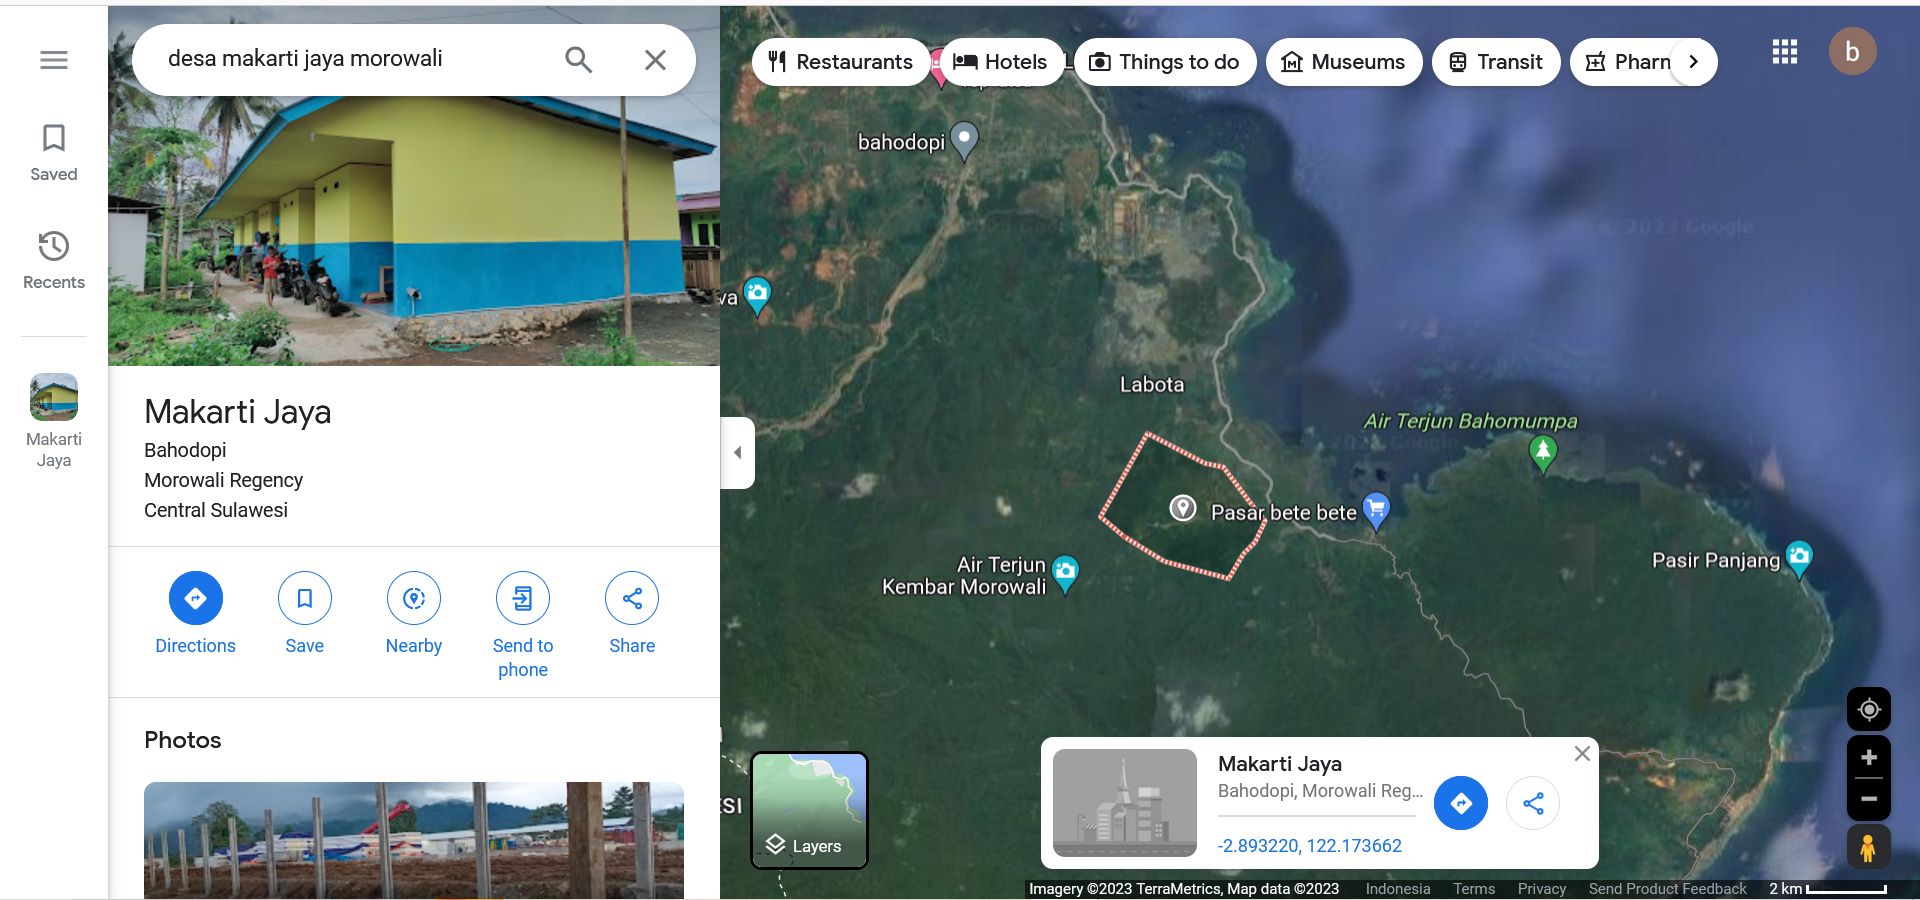 desa makarti jaya morowali
Saved
Recents
Makarti
Jaya
Makarti Jaya
Bahodopi
Morowali Regency
Central Sulawesi
Directions
Save
Nearby
Send to
phone
Share
Photos
Restaurants
Hotels
Things to do
Museums
Transit
Pharn
b
bahodopi
© 2023 Google
va
Labota
Air Terjun Bahomumpa
Pasar bete bete
Air Terjun
Kembar Morowali
Pasir Panjang
SI
Layers
Makarti Jaya
Bahodopi, Morowali Reg...
-2.893220, 122.173662
Imagery ©2023 TerraMetrics, Map data ©2023
Indonesia
Terms
Privacy
Send Product Feedback
2 km